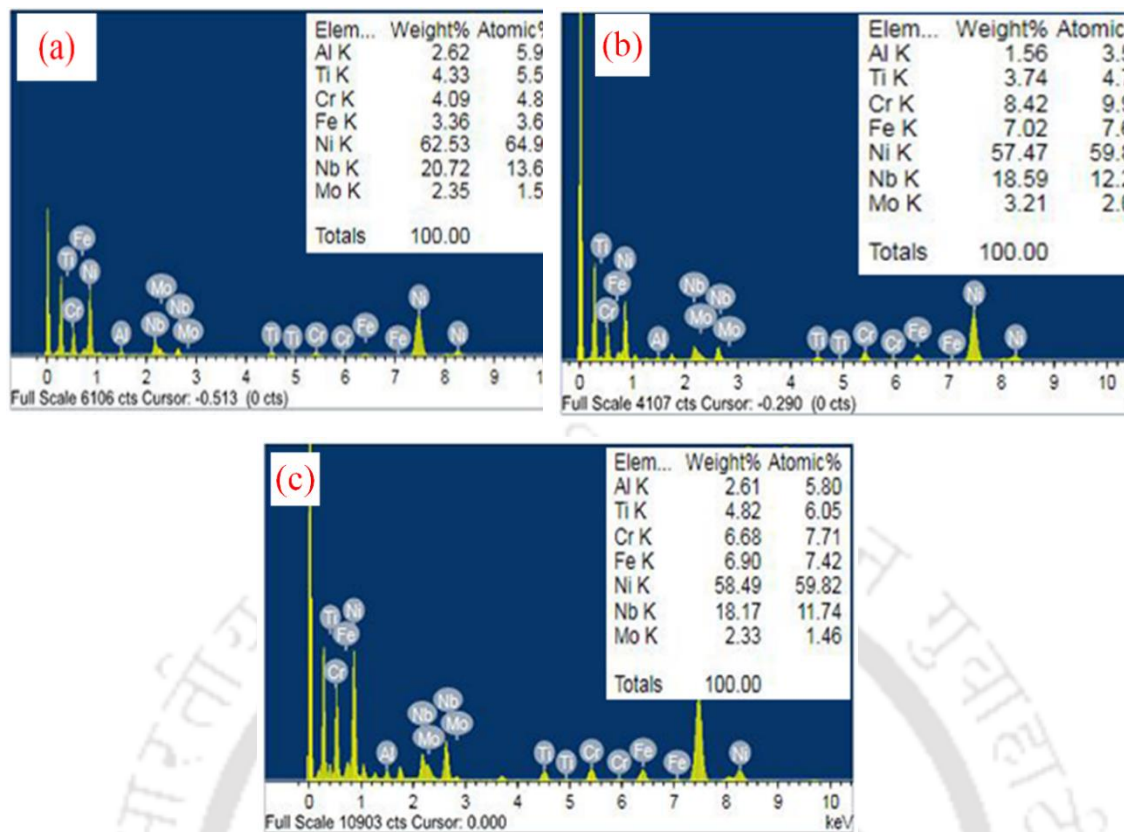 (a)
Elem... Weight% Atomic%
Al K 2.62 5.9
Ti K 4.33 5.5
Cr K 4.09 4.8
Fe K 3.36 3.6
Ni K 62.53 64.9
Nb K 20.72 13.6
Mo K 2.35 1.5
Totals 100.00
Fe
Ti Ni Mo Ni
Cr Al Nb Nb Mo Ti Ti Cr Cr Fe Fe Ni
0 1 2 3 4 5 6 7 8 9
Full Scale 6106 cts Cursor: -0.513 (0 cts)
(b)
Elem... Weight% Atomic
Al K 1.56 3.5
Ti K 3.74 4.7
Cr K 8.42 9.9
Fe K 7.02 7.6
Ni K 57.47 59.8
Nb K 18.59 12.2
Mo K 3.21 2.0
Totals 100.00
Ti Ni
Fe Nb Nb Ni
Cr Al Mo Mo Ti Ti Cr Cr Fe Fe Ni
0 1 2 3 4 5 6 7 8 9 10
Full Scale 4107 cts Cursor: -0.290 (0 cts)
(c)
Elem... Weight% Atomic%
Al K 2.61 5.80
Ti K 4.82 6.05
Cr K 6.68 7.71
Fe K 6.90 7.42
Ni K 58.49 59.82
Nb K 18.17 11.74
Mo K 2.33 1.46
Totals 100.00
Ni
Ti Fe
Cr Nb Nb
Al Mo Mo Ti Ti Cr Cr Fe Fe Ni
0 1 2 3 4 5 6 7 8 9 10
Full Scale 10903 cts Cursor: 0.000 keV